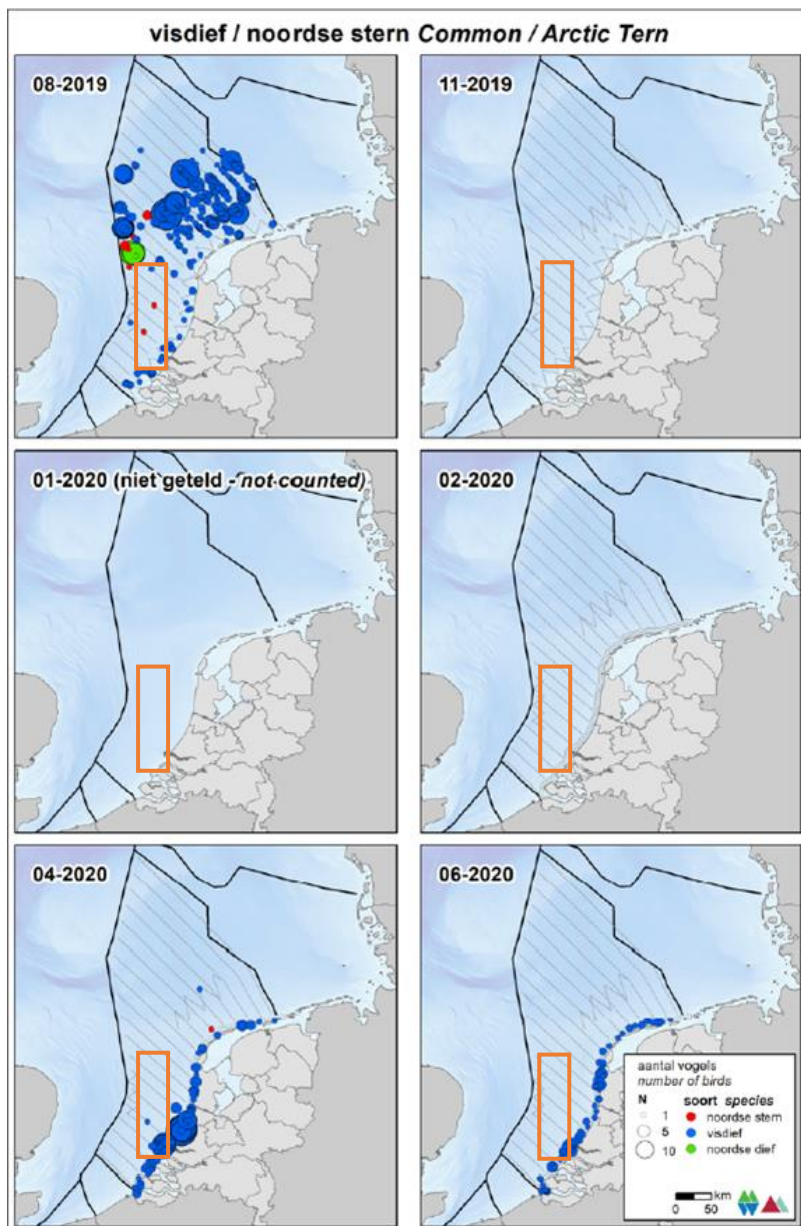 visdief / noordse stern Common / Arctic Tern
08-2019
11-2019
01-2020 (niet geteld - not counted)
02-2020
04-2020
06-2020
aantal vogels
number of birds
N soort species
1 noordse stern
5 visdief
10 noordse dief
km
0 50